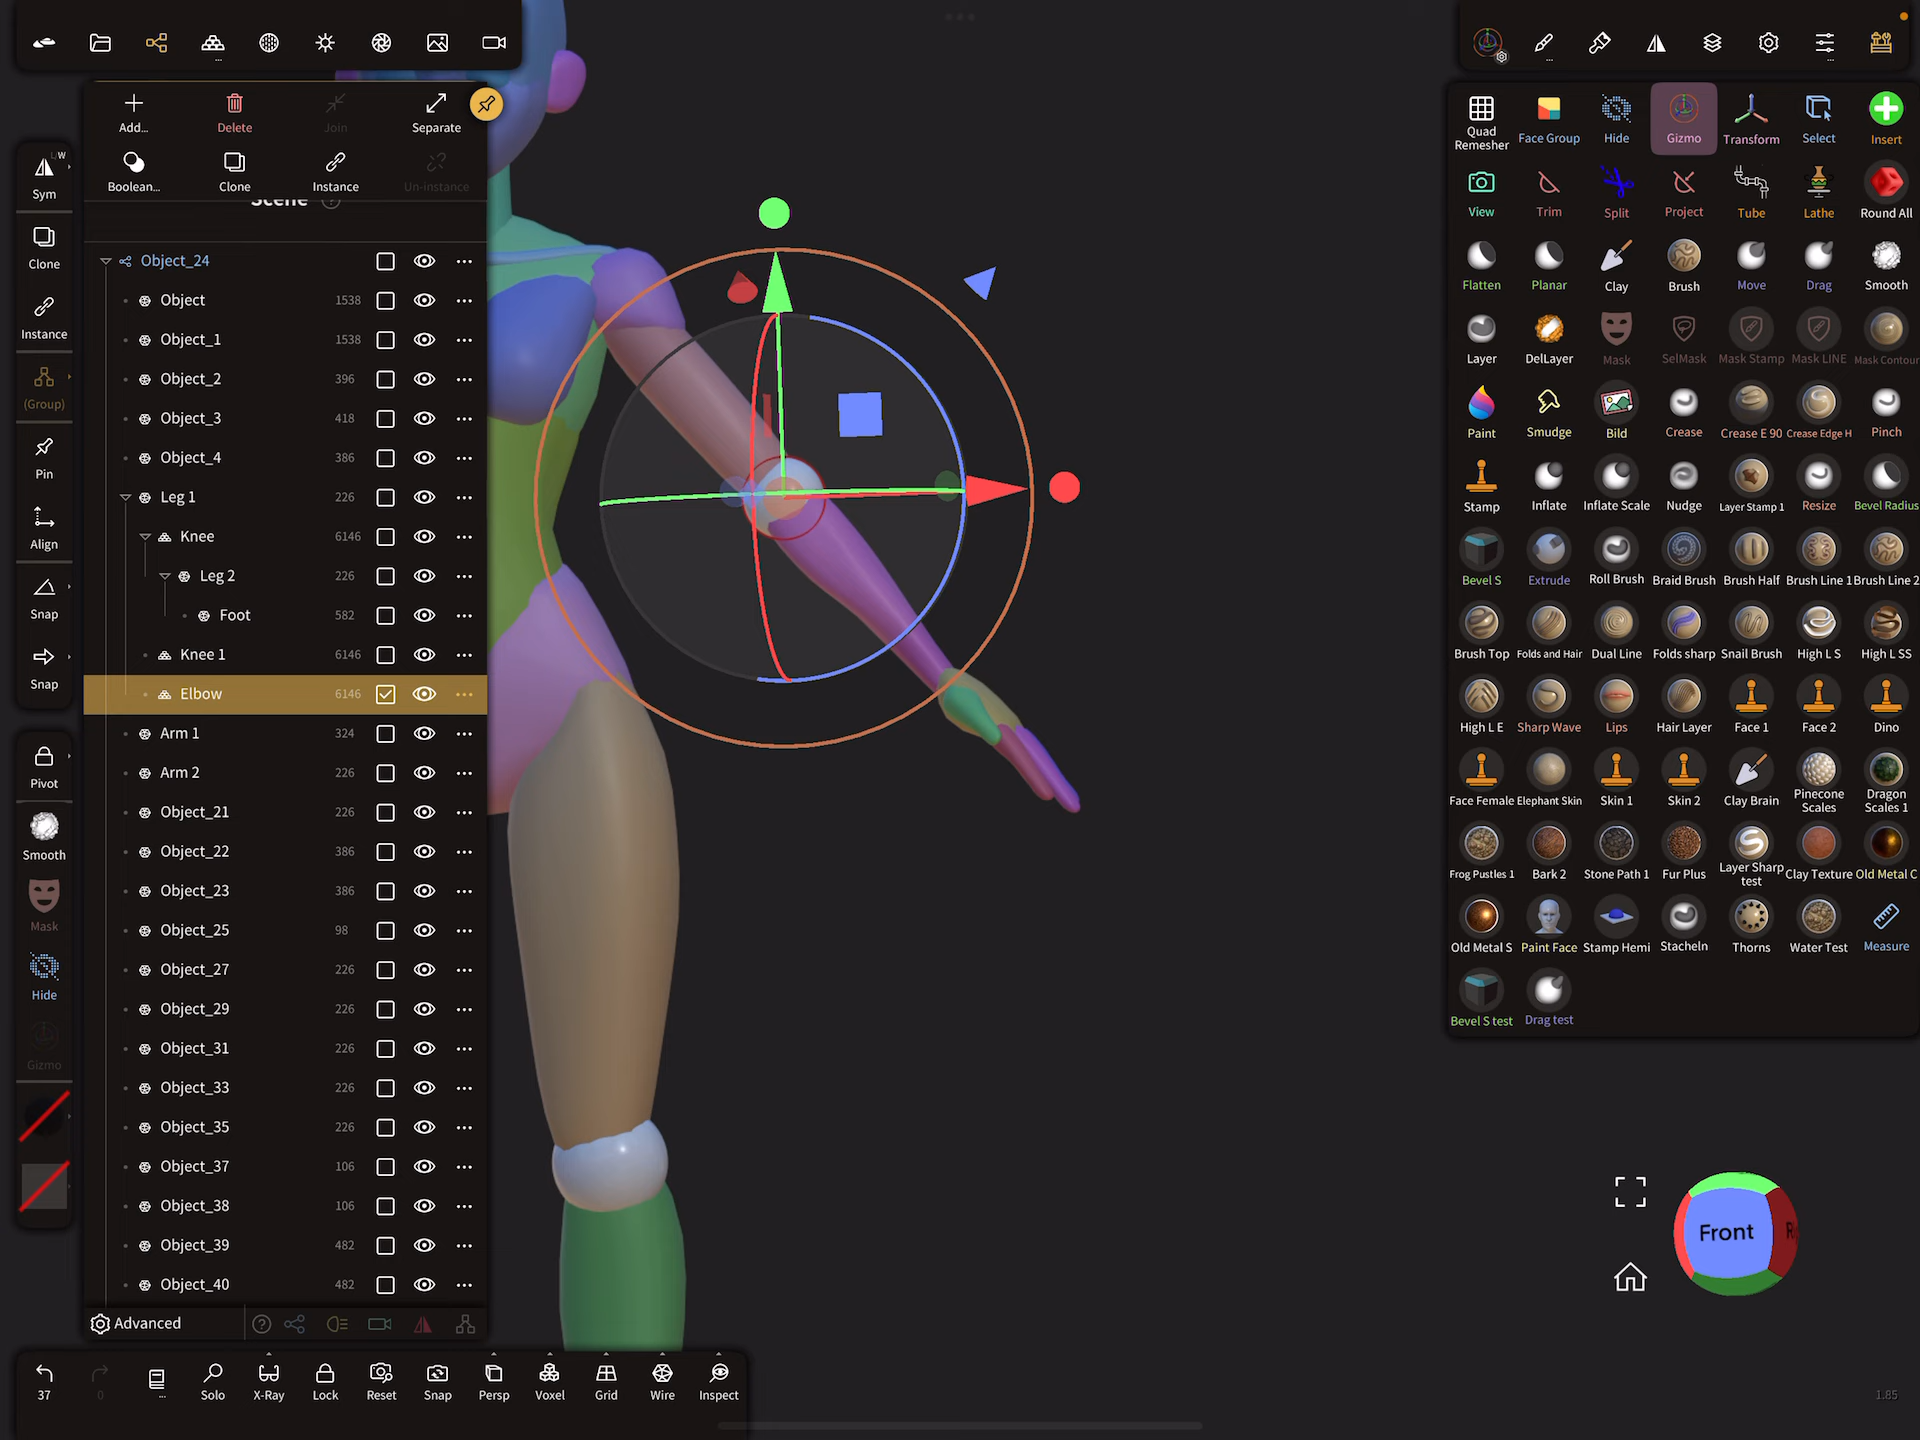 Add...
Delete
Join
Separate
Boolean...
Clone
Instance
Un-instance
Scene ?
Object_24
Object 1538
Object_1 1538
Object_2 396
Object_3 418
Object_4 386
Leg 1 226
Knee 6146
Leg 2 226
Foot 582
Knee 1 6146
Elbow 6146
Arm 1 324
Arm 2 226
Object_21 226
Object_22 386
Object_23 386
Object_25 98
Object_27 226
Object_29 226
Object_31 226
Object_33 226
Object_35 226
Object_37 106
Object_38 106
Object_39 482
Object_40 482
Advanced ?
LW
Sym
Clone
Instance
(Group)
Pin
Align
Snap
Snap
Pivot
Smooth
Mask
Hide
Gizmo
37 0 Solo X-Ray Lock Reset Snap Persp Voxel Grid Wire Inspect
Quad Remesher Face Group Hide Gizmo Transform Select Insert
View Trim Split Project Tube Lathe Round All
Flatten Planar Clay Brush Move Drag Smooth
Layer DelLayer Mask SelMask Mask Stamp Mask LINE Mask Contour
Paint Smudge Bild Crease Crease E 90 Crease Edge H Pinch
Stamp Inflate Inflate Scale Nudge Layer Stamp 1 Resize Bevel Radius
Bevel S Extrude Roll Brush Braid Brush Brush Half Brush Line 1 Brush Line 2
Brush Top Folds and Hair Dual Line Folds sharp Snail Brush High L S High L SS
High L E Sharp Wave Lips Hair Layer Face 1 Face 2 Dino
Face Female Elephant Skin Skin 1 Skin 2 Clay Brain Pinecone Scales Dragon Scales 1
Frog Pustles 1 Bark 2 Stone Path 1 Fur Plus Layer Sharp test Clay Texture Old Metal C
Old Metal S Paint Face Stamp Hemi Stacheln Thorns Water Test Measure
Bevel S test Drag test
Front
R
1.85